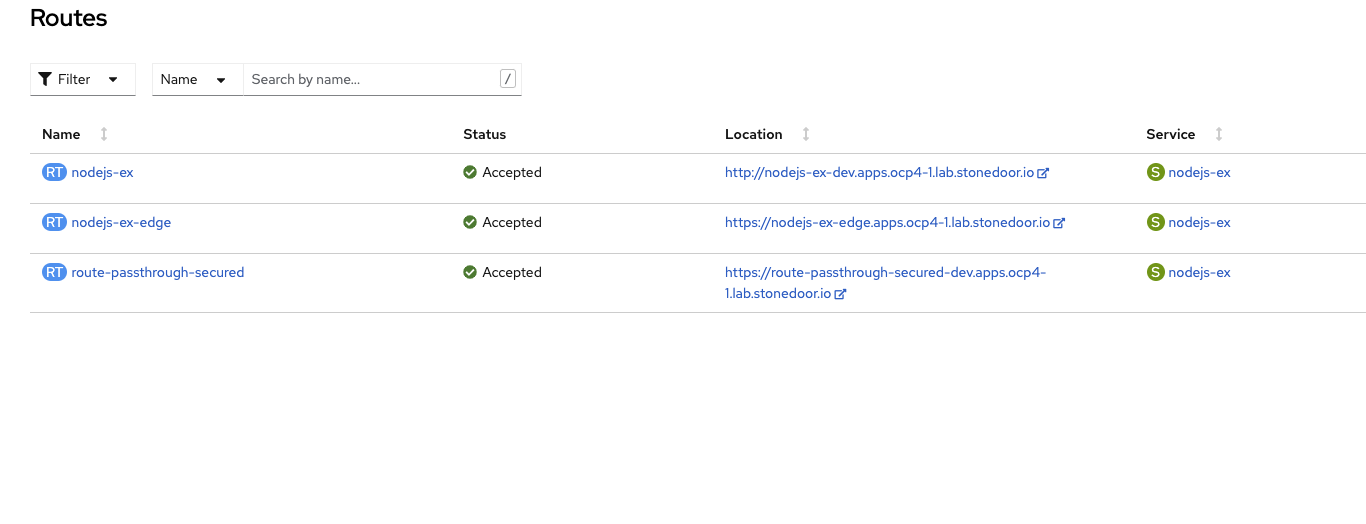 Routes
Filter Name Search by name... /
Name Status Location Service
RT nodejs-ex Accepted http://nodejs-ex-dev.apps.ocp4-1.lab.stonedoor.io S nodejs-ex
RT nodejs-ex-edge Accepted https://nodejs-ex-edge.apps.ocp4-1.lab.stonedoor.io S nodejs-ex
RT route-passthrough-secured Accepted https://route-passthrough-secured-dev.apps.ocp4- S nodejs-ex
1.lab.stonedoor.io